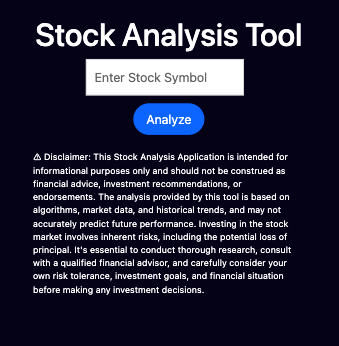 Stock Analysis Tool
Enter Stock Symbol
Analyze
⚠ Disclaimer: This Stock Analysis Application is intended for
informational purposes only and should not be construed as
financial advice, investment recommendations, or
endorsements. The analysis provided by this tool is based on
algorithms, market data, and historical trends, and may not
accurately predict future performance. Investing in the stock
market involves inherent risks, including the potential loss of
principal. It's essential to conduct thorough research, consult
with a qualified financial advisor, and carefully consider your
own risk tolerance, investment goals, and financial situation
before making any investment decisions.